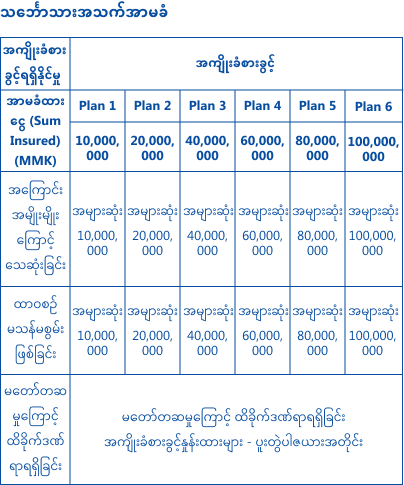 သင်္ဘောသားအသက်အာမခံ
အကျိုးခံစား
ခွင့်ရရှိနိုင်မှု
အကျိုးခံစားခွင့်
အာမခံထား
ငွေ (Sum
Insured)
(MMK)
Plan 1 Plan 2 Plan 3 Plan 4 Plan 5 Plan 6
10,000, 20,000, 40,000, 60,000, 80,000, 100,000,
000 000 000 000 000 000
အကြောင်း
အမျိုးမျိုး
ကြောင့်
သေဆုံးခြင်း
အများဆုံး အများဆုံး အများဆုံး အများဆုံး အများဆုံး အများဆုံး
10,000, 20,000, 40,000, 60,000, 80,000, 100,000,
000 000 000 000 000 000
ထာဝစဉ်
မသန်မစွမ်း
ဖြစ်ခြင်း
အများဆုံး အများဆုံး အများဆုံး အများဆုံး အများဆုံး အများဆုံး
10,000, 20,000, 40,000, 60,000, 80,000, 100,000,
000 000 000 000 000 000
မတော်တဆ
မှုကြောင့်
ထိခိုက်ဒဏ်
ရာရရှိခြင်း
မတော်တဆမှုကြောင့် ထိခိုက်ဒဏ်ရာရရှိခြင်း
အကျိုးခံစားခွင့်နှုန်းထားများ - ပူးတွဲပါဇယားအတိုင်း